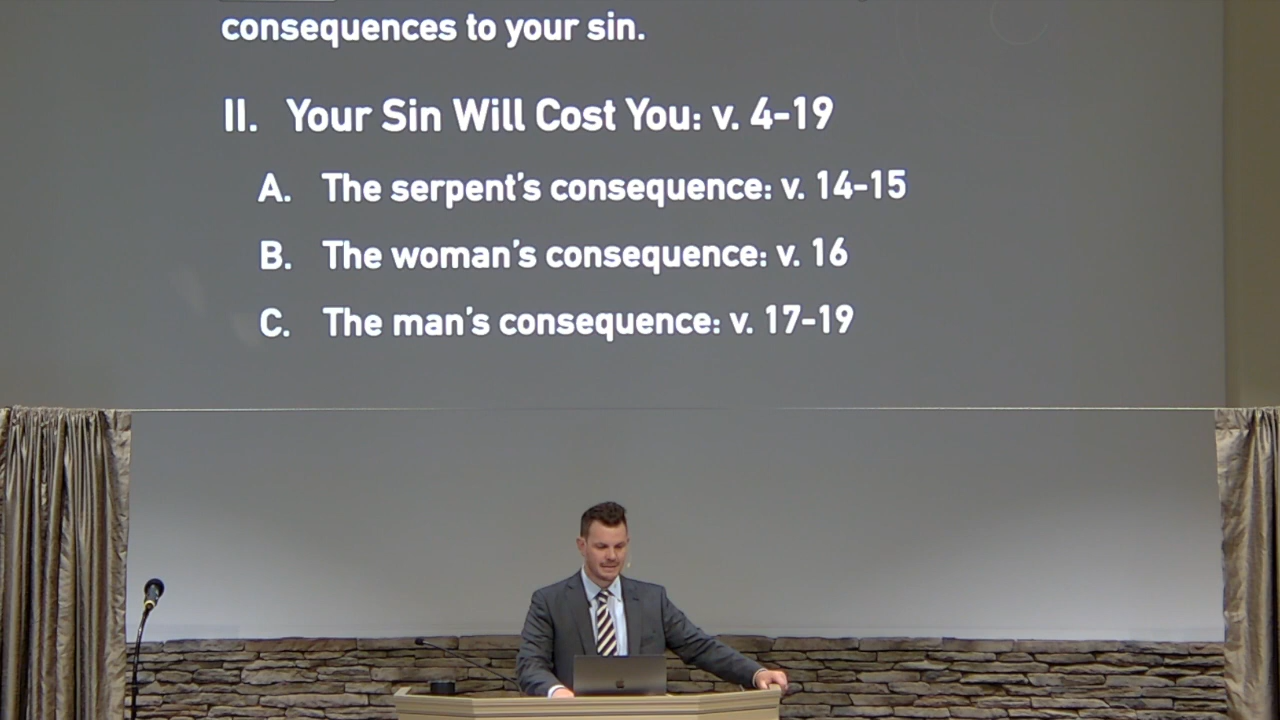 consequences to your sin.
II. Your Sin Will Cost You: v. 4-19
A. The serpent's consequence: v. 14-15
B. The woman's consequence: v. 16
C. The man's consequence: v. 17-19